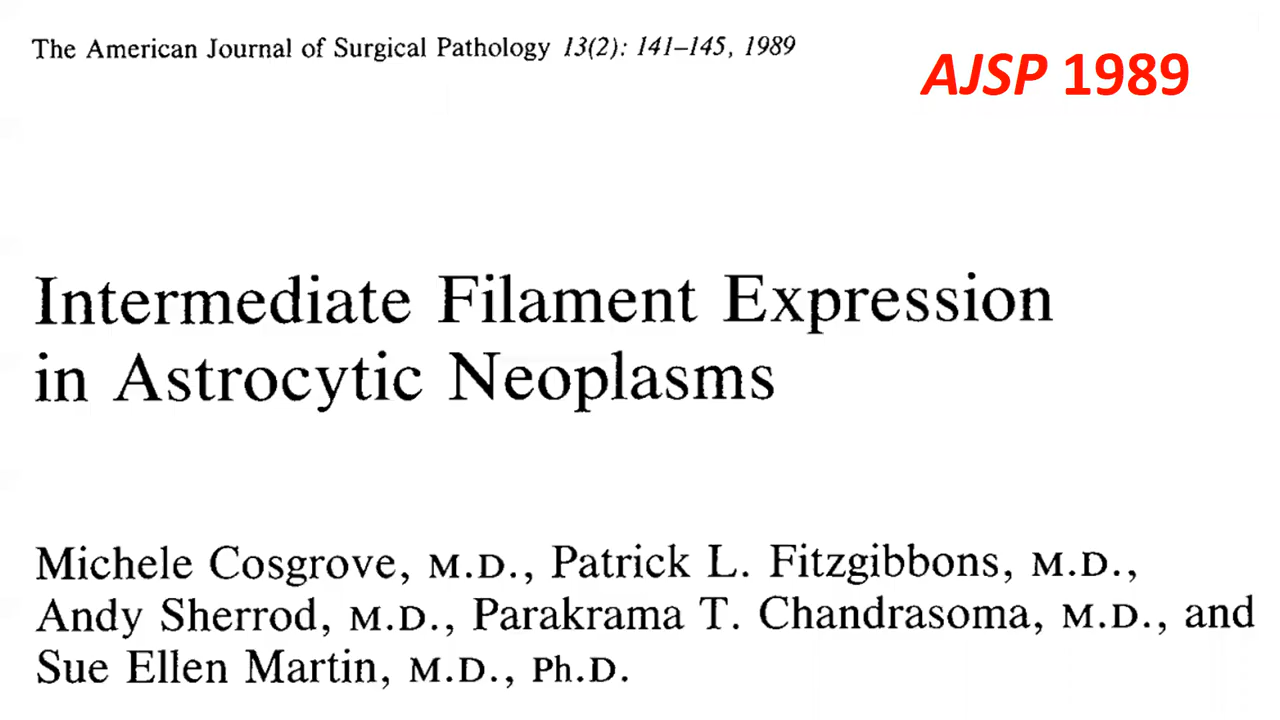 The American Journal of Surgical Pathology 13(2): 141–145, 1989
AJSP 1989
Intermediate Filament Expression
in Astrocytic Neoplasms
Michele Cosgrove, M.D., Patrick L. Fitzgibbons, M.D.,
Andy Sherrod, M.D., Parakrama T. Chandrasoma, M.D., and
Sue Ellen Martin, M.D., Ph.D.